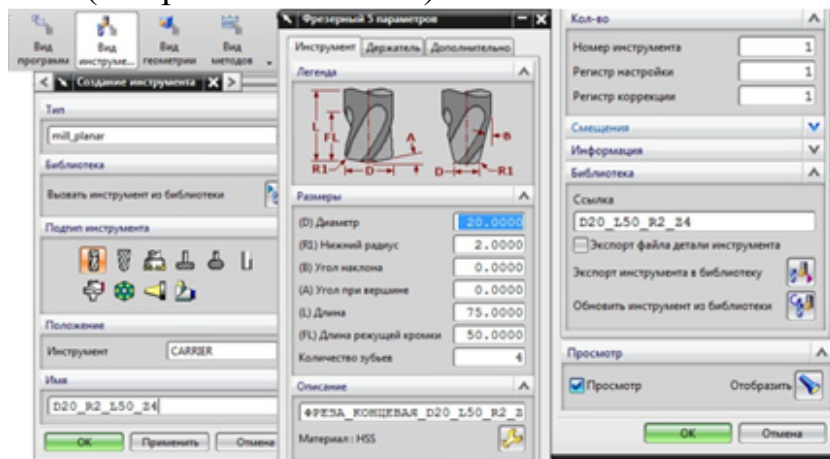 Вид программ
Вид инструме...
Вид геометрии
Вид методов
Создание инструмента
Тип
mill_planar
Библиотека
Вызвать инструмент из библиотеки
Подтип инструмента
Положение
Инструмент CARRIER
Имя
D20_R2_L50_Z4
ОК Применить Отмена
Фрезерный 5 параметров
Инструмент Держатель Дополнительно
Легенда
L FL A B
R1 D D R1
Размеры
(D) Диаметр 20.0000
(R1) Нижний радиус 2.0000
(B) Угол наклона 0.0000
(A) Угол при вершине 0.0000
(L) Длина 75.0000
(FL) Длина режущей кромки 50.0000
Количество зубьев 4
Описание
ФРЕЗА_КОНЦЕВАЯ_D20_L50_R2_Z
Материал : HSS
Кол-во
Номер инструмента 1
Регистр настройки 1
Регистр коррекции 1
Смещения
Информация
Библиотека
Ссылка
D20_L50_R2_Z4
Экспорт файла детали инструмента
Экспорт инструмента в библиотеку
Обновить инструмент из библиотеки
Просмотр
Просмотр Отобразить
ОК Отмена